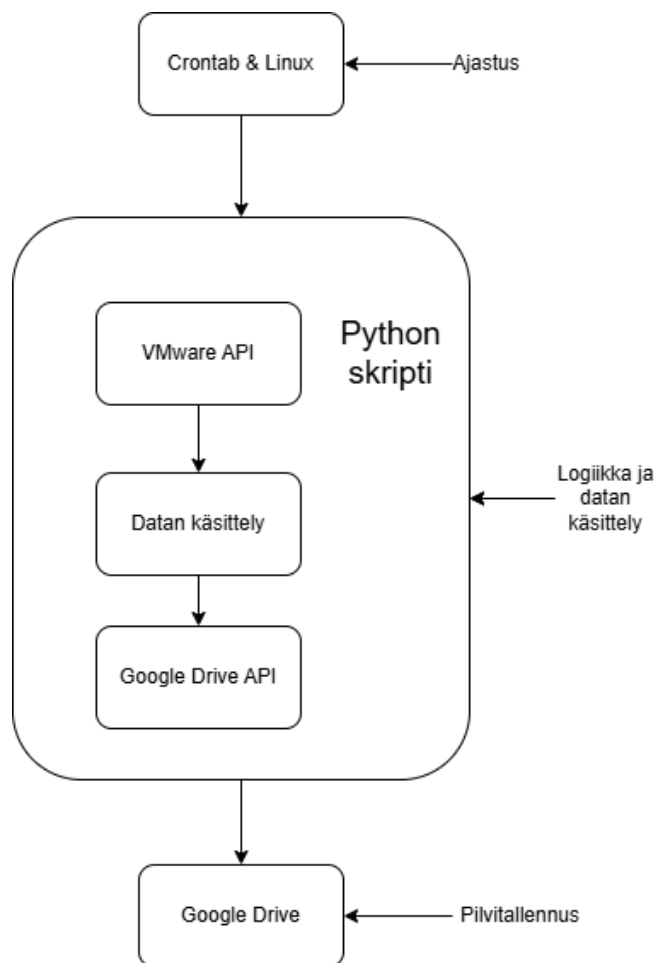 Crontab & Linux
Ajastus
Python
skripti
VMware API
Datan käsittely
Logiikka ja
datan
käsittely
Google Drive API
Google Drive
Pilvitallennus